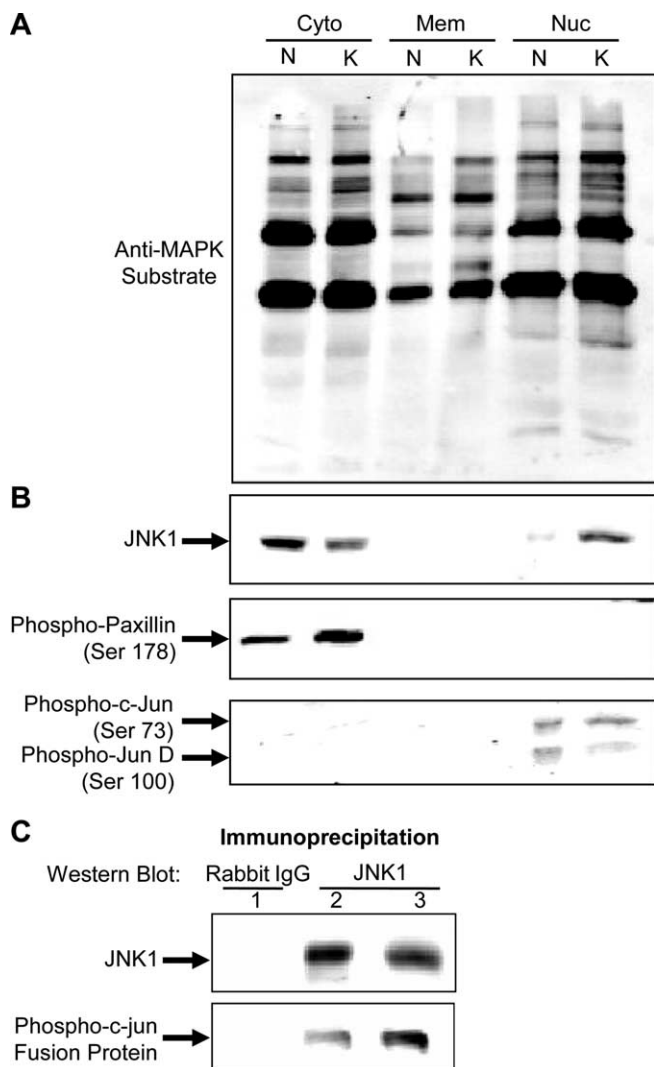 A
Cyto Mem Nuc
N K N K N K
Anti-MAPK
Substrate
B
JNK1
Phospho-Paxillin
(Ser 178)
Phospho-c-Jun
(Ser 73)
Phospho-Jun D
(Ser 100)
C
Immunoprecipitation
Western Blot: Rabbit IgG JNK1
1 2 3
JNK1
Phospho-c-jun
Fusion Protein